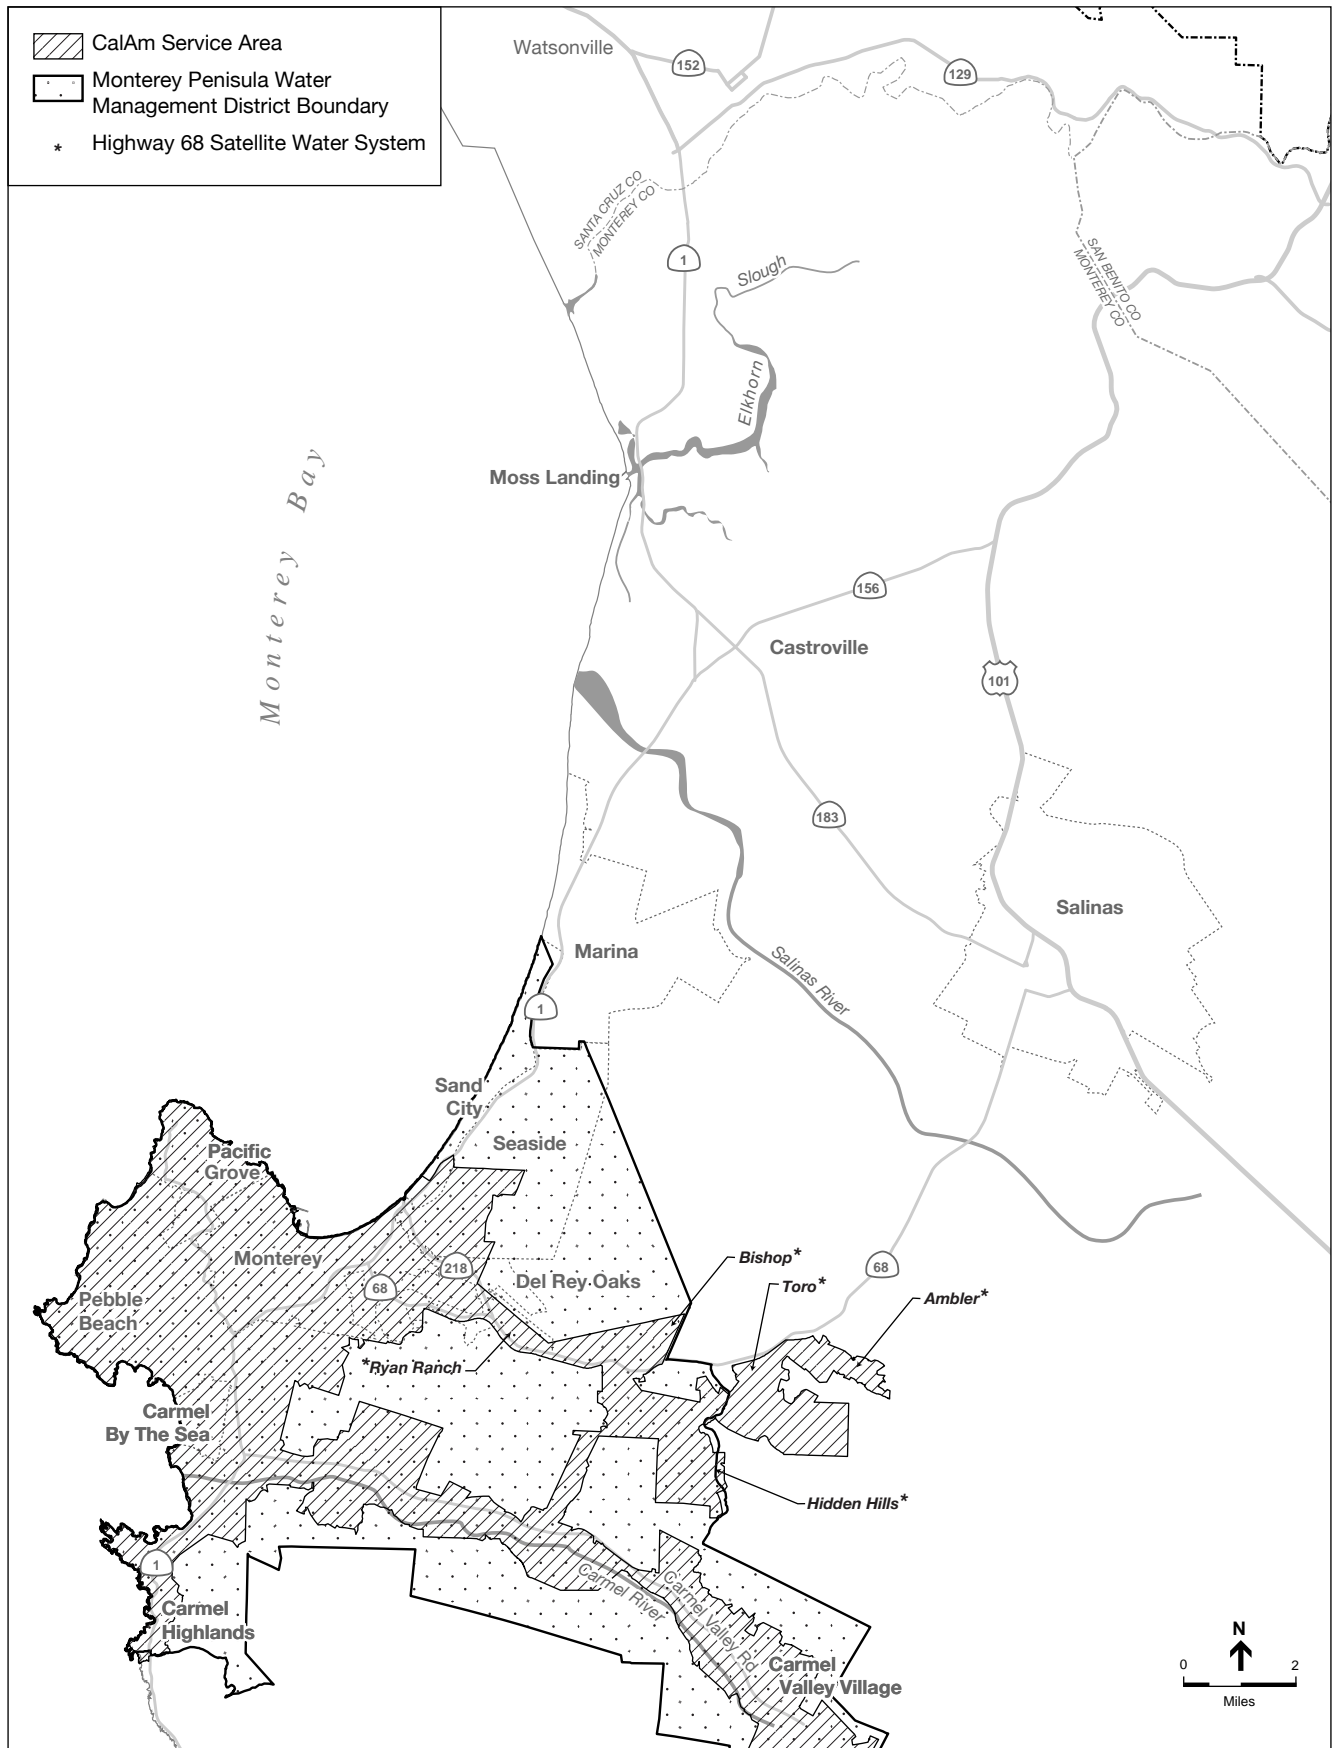 CalAm Service Area
Monterey Penisula Water
Management District Boundary
* Highway 68 Satellite Water System
Watsonville
152
129
SANTA CRUZ CO
MONTEREY CO
1
Slough
SAN BENITO CO
MONTEREY CO
Elkhorn
Monterey Bay
Moss Landing
156
Castroville
101
183
Salinas
Marina
Salinas River
1
Sand
City
Seaside
Pacific
Grove
Monterey
218
68
Del Rey Oaks
Bishop*
Toro*
68
Ambler*
Pebble
Beach
*Ryan Ranch
Carmel
By The Sea
Hidden Hills*
1
Carmel River
Carmel Valley Rd
Carmel
Highlands
Carmel
Valley Village
N
0 2
Miles